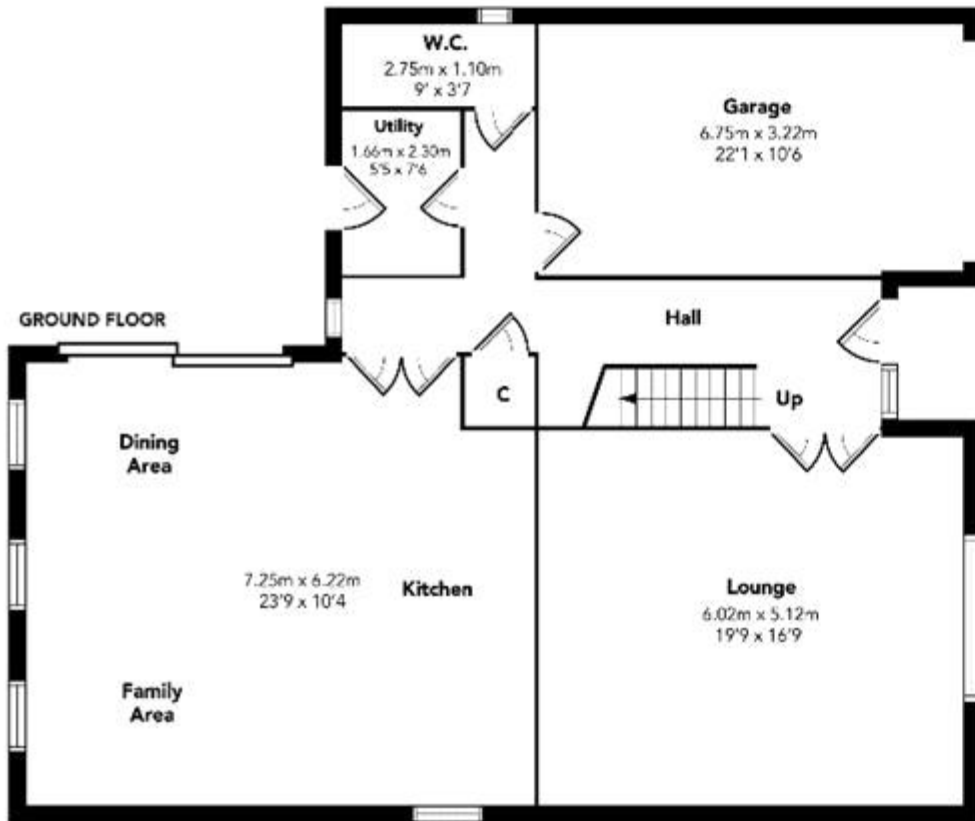 W.C.
2.75m x 1.10m
9' x 3'7
Utility
1.66m x 2.30m
5'5 x 7'6
Garage
6.75m x 3.22m
22'1 x 10'6
GROUND FLOOR
Hall
C
Up
Dining
Area
7.25m x 6.22m
23'9 x 10'4
Kitchen
Family
Area
Lounge
6.02m x 5.12m
19'9 x 16'9